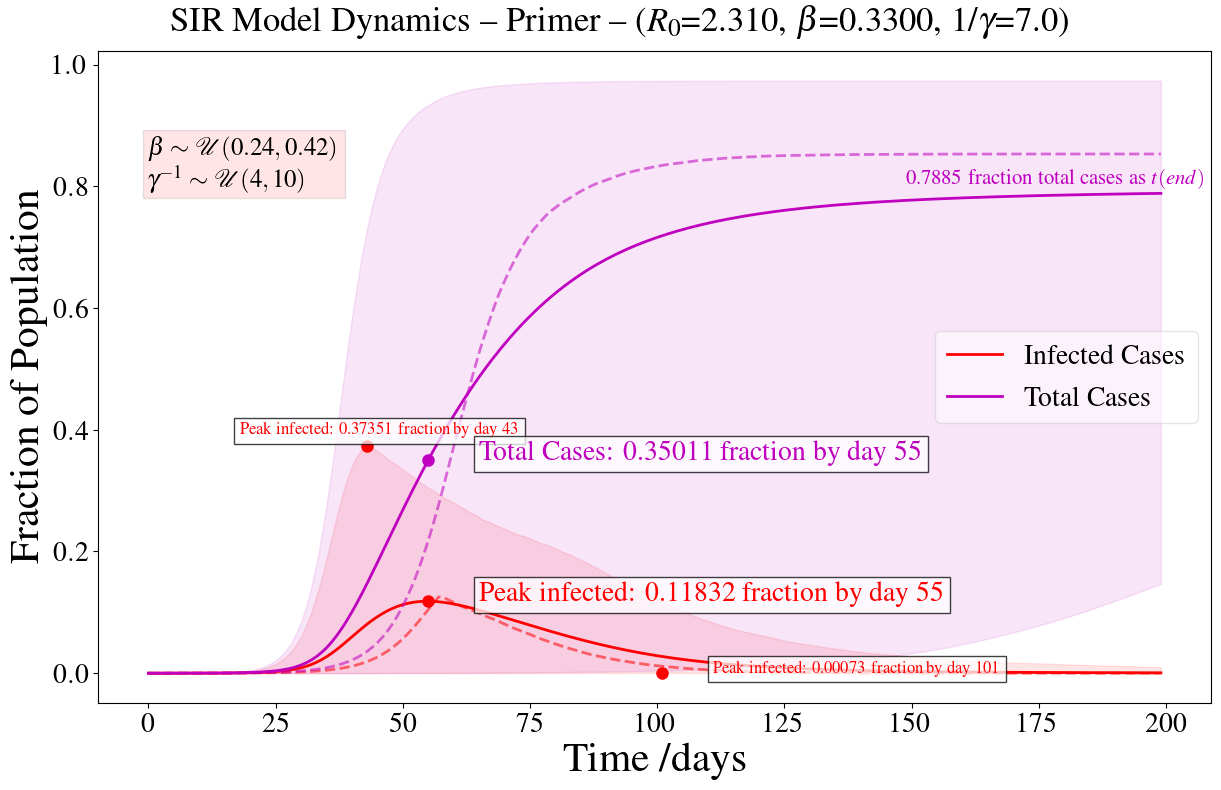 SIR Model Dynamics – Primer – (R₀=2.310, β=0.3300, 1/γ=7.0)
Fraction of Population
1.0
0.8
0.6
0.4
0.2
0.0
β ∼ 𝒰(0.24, 0.42)
γ⁻¹ ∼ 𝒰(4, 10)
0.7885 fraction total cases as t(end)
Infected Cases
Total Cases
Peak infected: 0.37351 fraction by day 43
Total Cases: 0.35011 fraction by day 55
Peak infected: 0.11832 fraction by day 55
Peak infected: 0.00073 fraction by day 101
0 25 50 75 100 125 150 175 200
Time /days